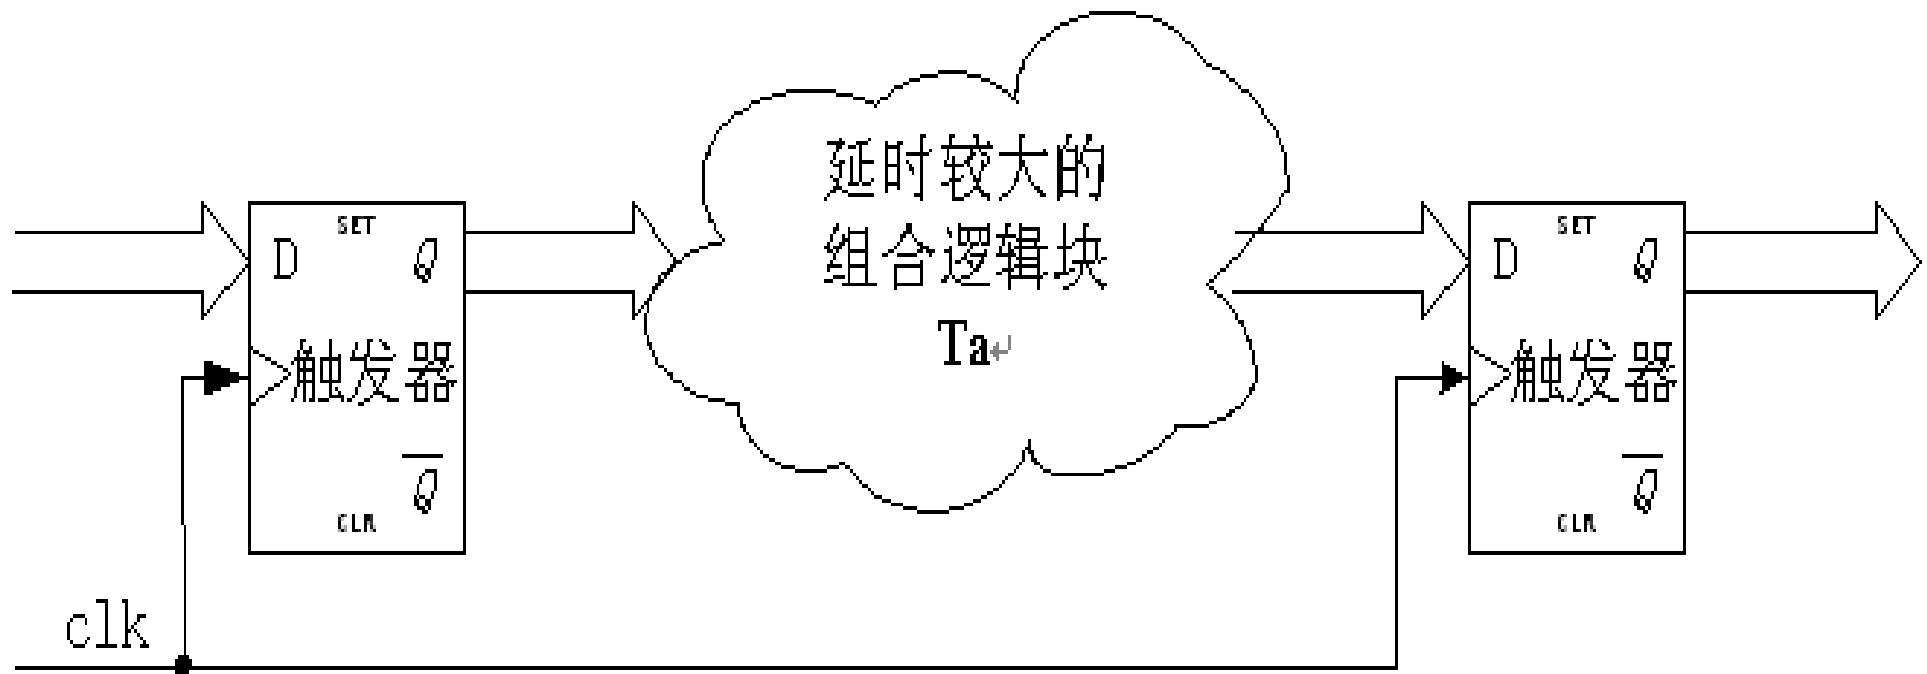 延时较大的
组合逻辑块
Ta↵
SET
D Q
触发器
Q
CLR
SET
D Q
触发器
Q
CLR
clk